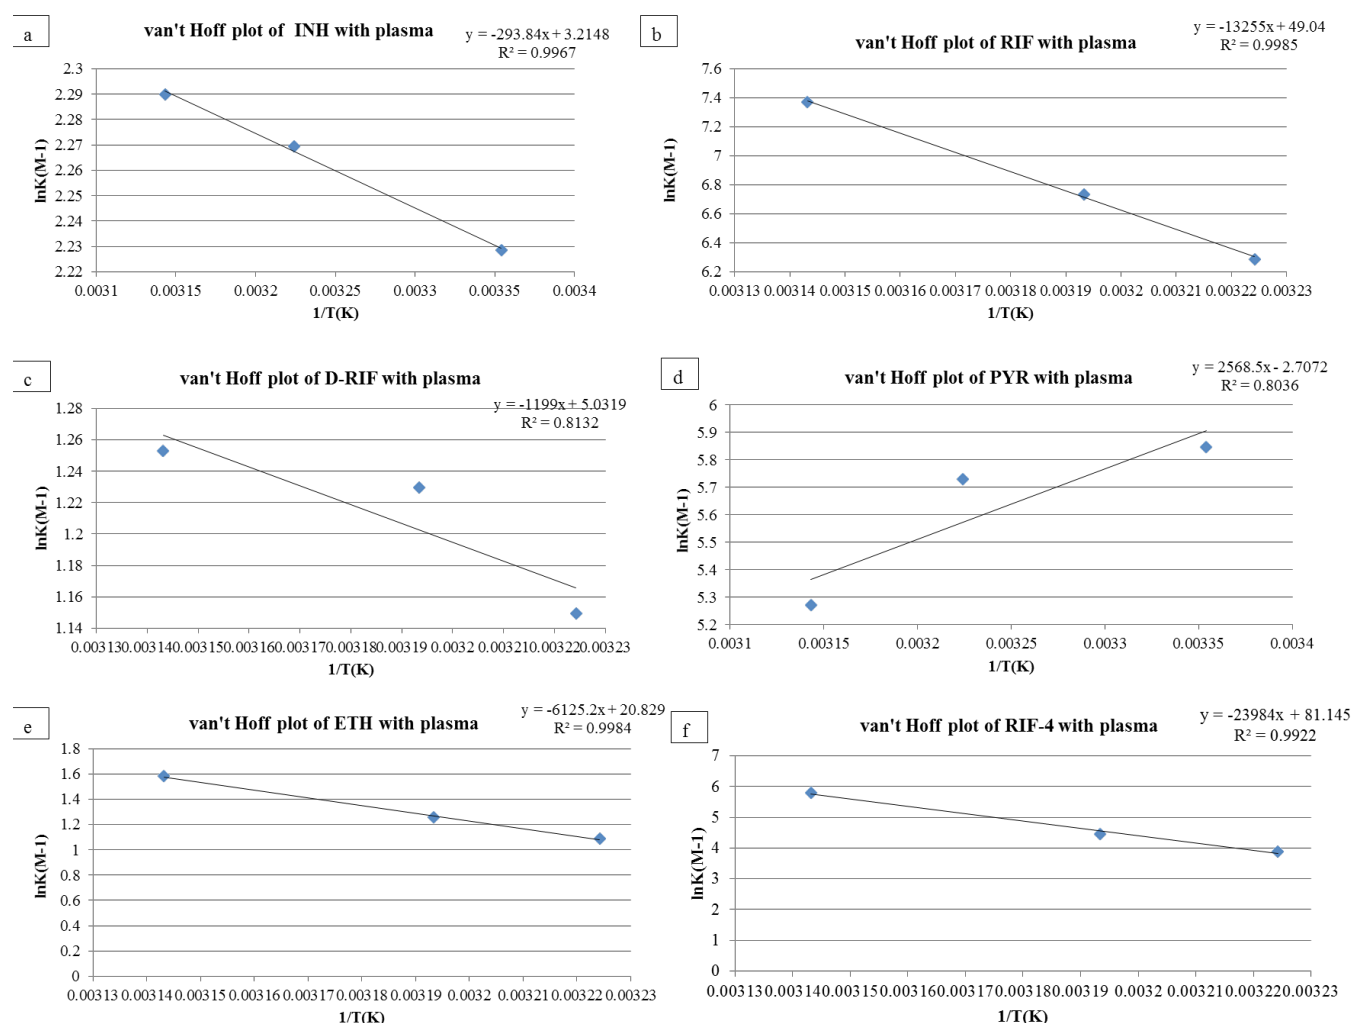 a
van't Hoff plot of INH with plasma
y = -293.84x + 3.2148
R² = 0.9967
2.3
2.29
2.28
2.27
2.26
2.25
2.24
2.23
2.22
lnK(M-1)
0.0031 0.00315 0.0032 0.00325 0.0033 0.00335 0.0034
1/T(K)
b
van't Hoff plot of RIF with plasma
y = -13255x + 49.04
R² = 0.9985
7.6
7.4
7.2
7
6.8
6.6
6.4
6.2
lnK(M-1)
0.00313 0.00314 0.00315 0.00316 0.00317 0.00318 0.00319 0.0032 0.00321 0.00322 0.00323
1/T(K)
c
van't Hoff plot of D-RIF with plasma
y = -1199x + 5.0319
R² = 0.8132
1.28
1.26
1.24
1.22
1.2
1.18
1.16
1.14
lnK(M-1)
0.00313 0.00314 0.00315 0.00316 0.00317 0.00318 0.00319 0.0032 0.00321 0.00322 0.00323
1/T(K)
d
van't Hoff plot of PYR with plasma
y = 2568.5x - 2.7072
R² = 0.8036
6
5.9
5.8
5.7
5.6
5.5
5.4
5.3
5.2
lnK(M-1)
0.0031 0.00315 0.0032 0.00325 0.0033 0.00335 0.0034
1/T(K)
e
van't Hoff plot of ETH with plasma
y = -6125.2x + 20.829
R² = 0.9984
1.8
1.6
1.4
1.2
1
0.8
0.6
0.4
0.2
0
lnK(M-1)
0.00313 0.00314 0.00315 0.00316 0.00317 0.00318 0.00319 0.0032 0.00321 0.00322 0.00323
1/T(K)
f
van't Hoff plot of RIF-4 with plasma
y = -23984x + 81.145
R² = 0.9922
7
6
5
4
3
2
1
0
lnK(M-1)
0.00313 0.00314 0.00315 0.00316 0.00317 0.00318 0.00319 0.0032 0.00321 0.00322 0.00323
1/T(K)